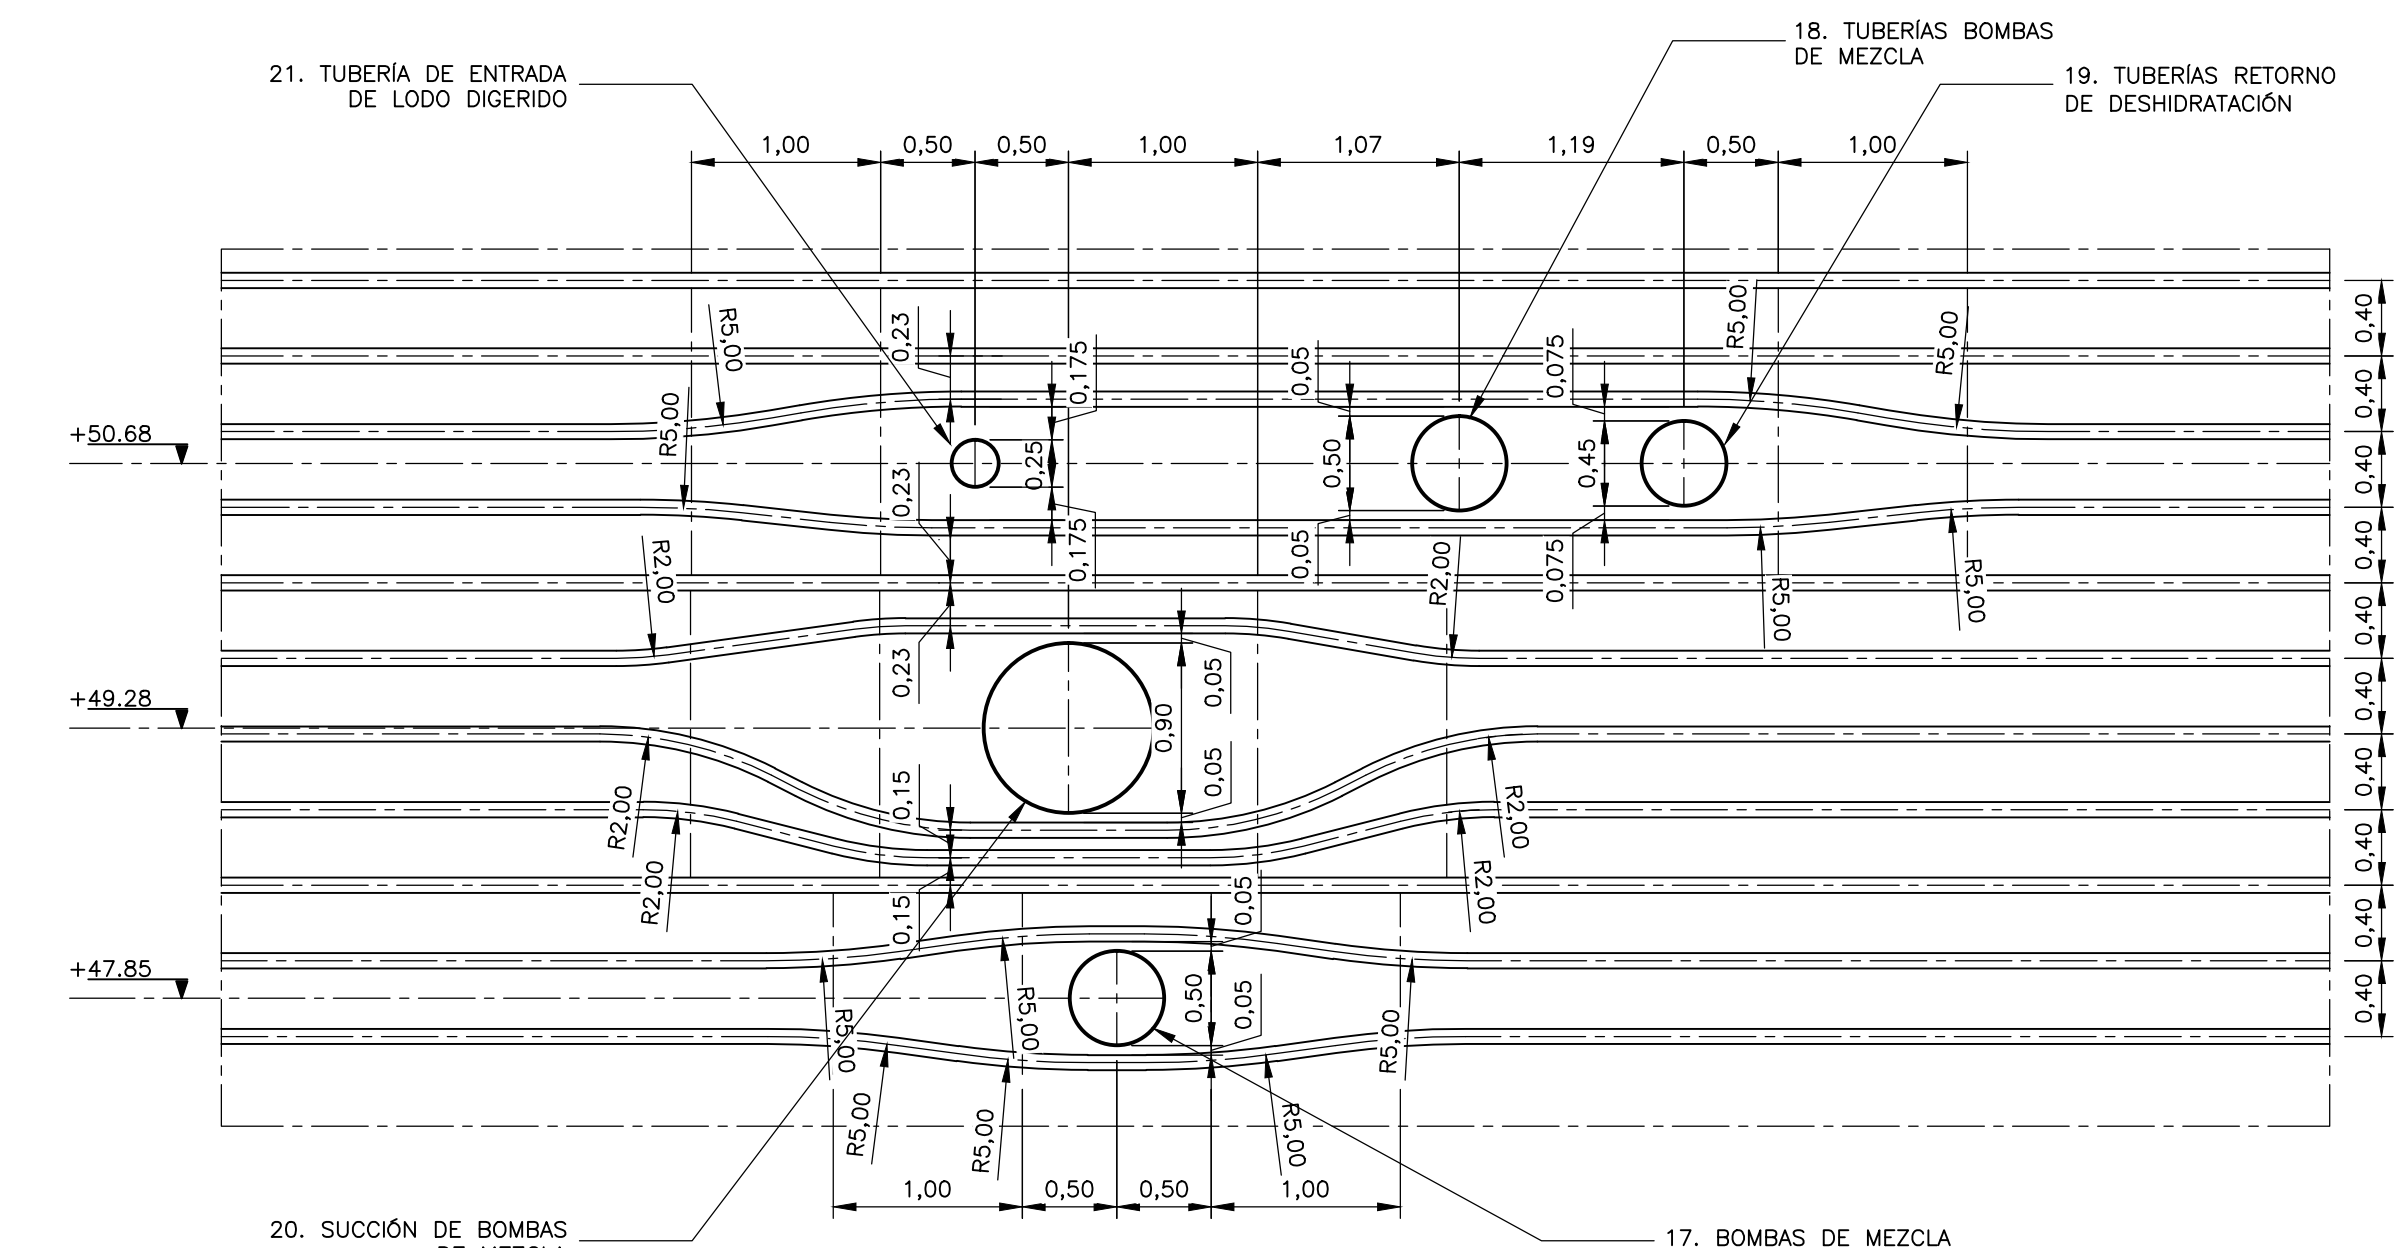 18. TUBERÍAS BOMBAS
DE MEZCLA
21. TUBERÍA DE ENTRADA
DE LODO DIGERIDO
19. TUBERÍAS RETORNO
DE DESHIDRATACIÓN
1,00 0,50 0,50 1,00 1,07 1,19 0,50 1,00
R5,00
0,23
0,175
0,05
0,075
R5,00
R5,00
0,40
0,40
+50.68
R5,00
0,23
0,25
0,50
0,45
0,40
0,40
R2,00
0,175
0,05
R2,00
0,075
R5,00
R5,00
0,40
0,23
0,05
0,40
+49.28
0,90
0,05
0,40
R2,00
0,15
R2,00
0,40
R2,00
0,15
0,05
R2,00
0,40
+47.85
R5,00
R5,00
0,50
0,05
R5,00
0,40
R5,00
R5,00
R5,00
1,00 0,50 0,50 1,00
20. SUCCIÓN DE BOMBAS
DE MEZCLA
17. BOMBAS DE MEZCLA